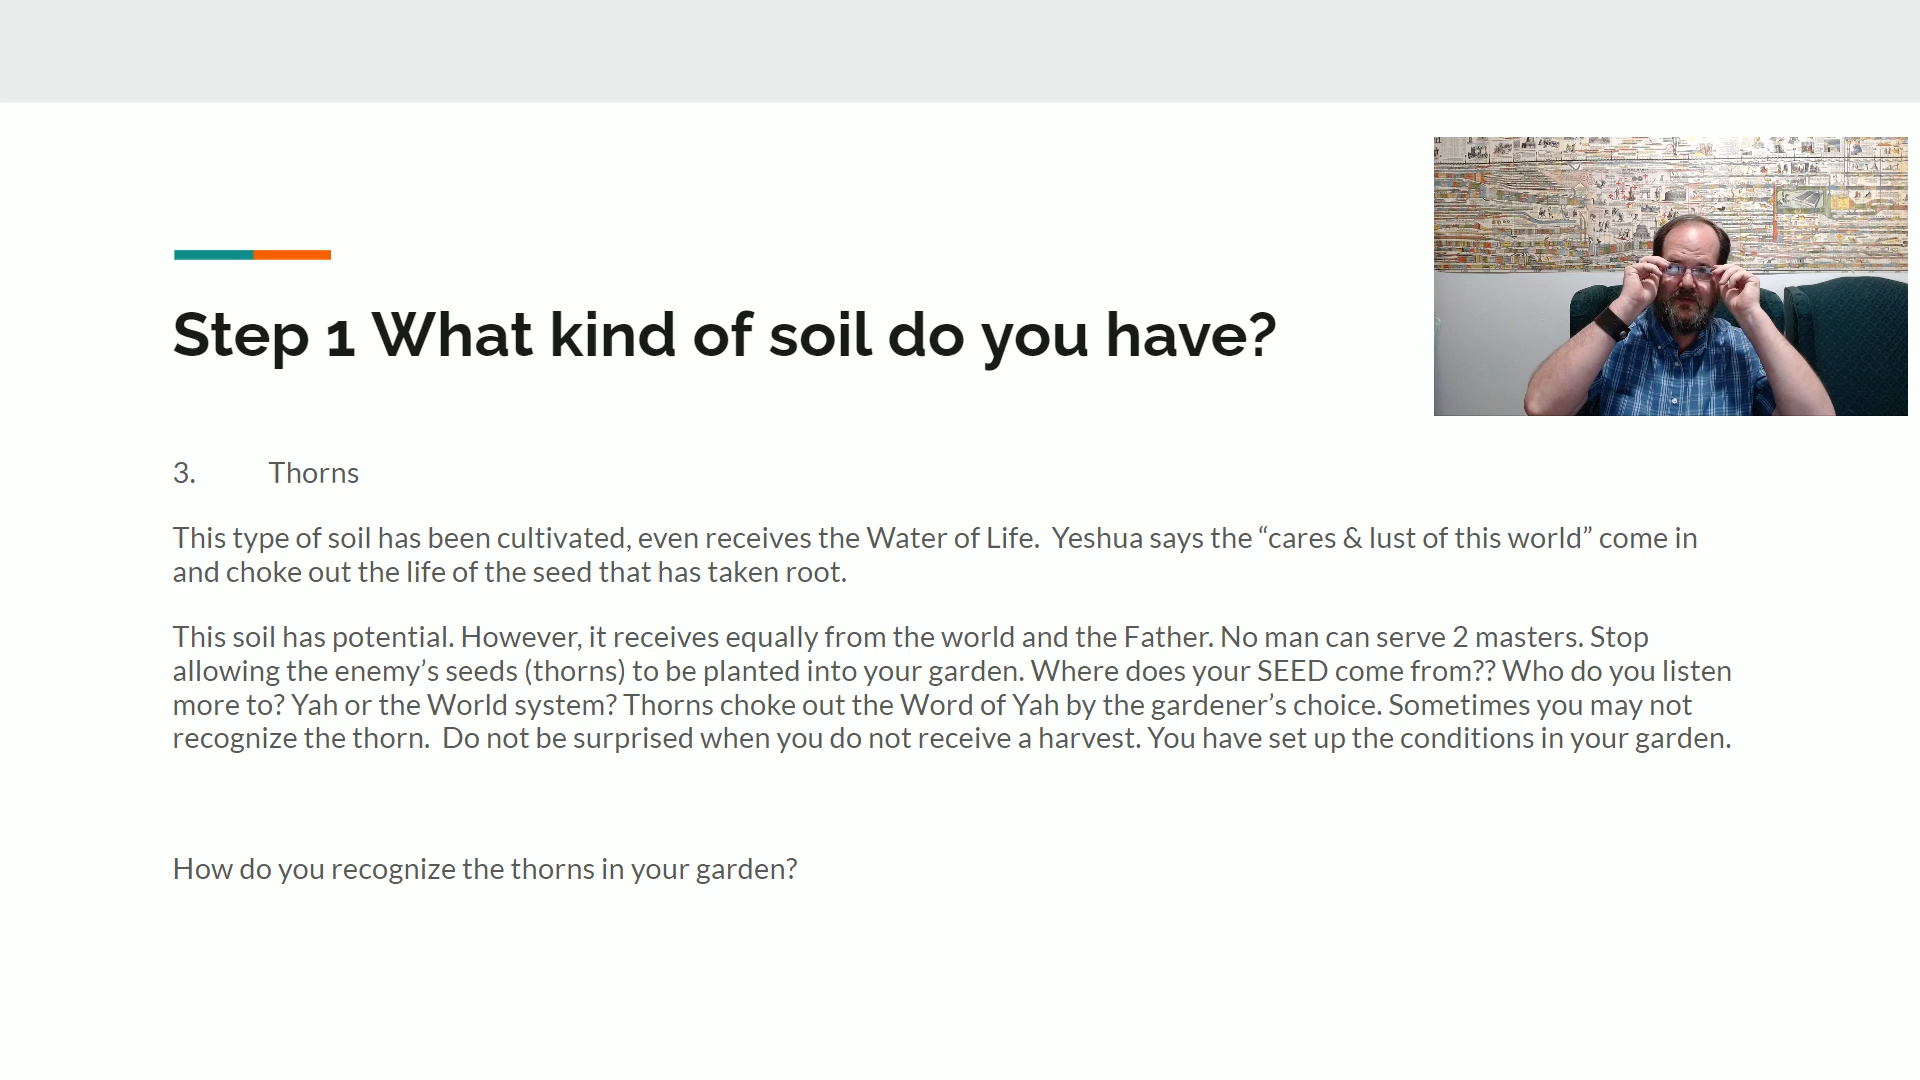 Step 1 What kind of soil do you have?
3. Thorns
This type of soil has been cultivated, even receives the Water of Life.  Yeshua says the “cares & lust of this world” come in
and choke out the life of the seed that has taken root.
This soil has potential. However, it receives equally from the world and the Father. No man can serve 2 masters. Stop
allowing the enemy’s seeds (thorns) to be planted into your garden. Where does your SEED come from?? Who do you listen
more to? Yah or the World system? Thorns choke out the Word of Yah by the gardener’s choice. Sometimes you may not
recognize the thorn.  Do not be surprised when you do not receive a harvest. You have set up the conditions in your garden.
How do you recognize the thorns in your garden?